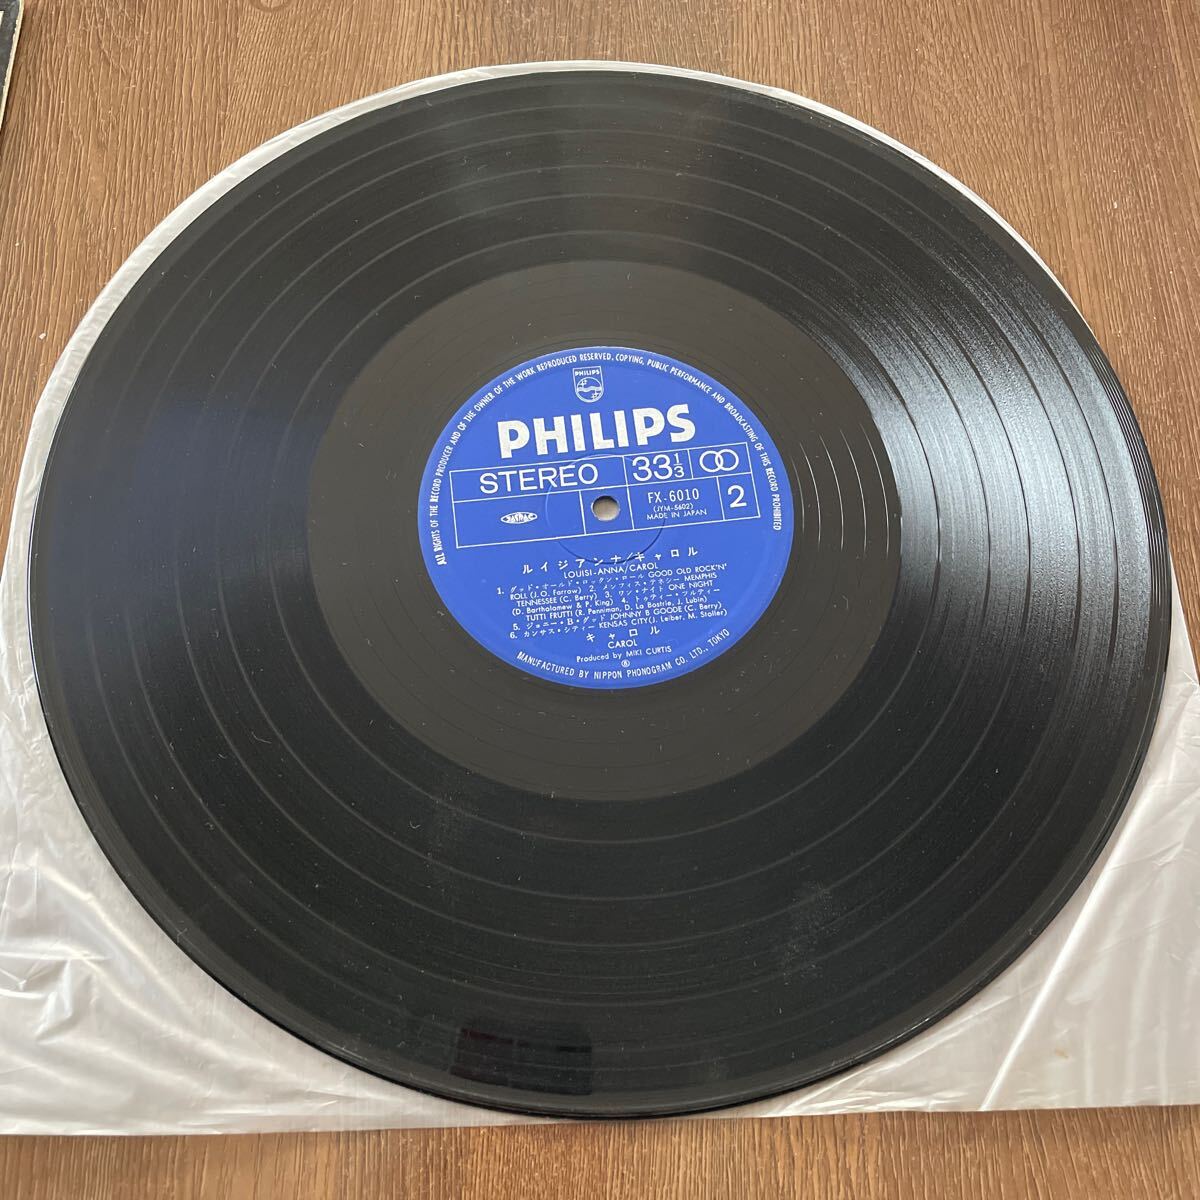 ALL RIGHTS OF THE RECORD PRODUCER AND OF THE OWNER OF THE WORK REPRODUCED RESERVED, COPYING, PUBLIC PERFORMANCE AND BROADCASTING OF THIS RECORD PROHIBITED
PHILIPS
PHILIPS
STEREO 33 1/3
FX-6010
(JYM-5602)
MADE IN JAPAN
2
JASRAC
ルイジアンナ/キャロル
LOUISI-ANNA/CAROL
1. グッド・オールド・ロックン・ロール GOOD OLD ROCK'N'
ROLL (J. O. Farrow) 2. メンフィス・テネシー MEMPHIS
TENNESSEE (C. Berry) 3. ワン・ナイト ONE NIGHT
(D. Bartholomew & P. King) 4. トゥティー・フルティー
TUTTI FRUTTI (R. Penniman, D. La Bostrie, J. Lubin)
5. ジョニー・B・グッド JOHNNY B GOODE (C. Berry)
6. カンサス・シティー KENSAS CITY (J. Leiber, M. Stoller)
キャロル
CAROL
Produced by MIKI CURTIS
Ⓟ
MANUFACTURED BY NIPPON PHONOGRAM CO. LTD., TOKYO